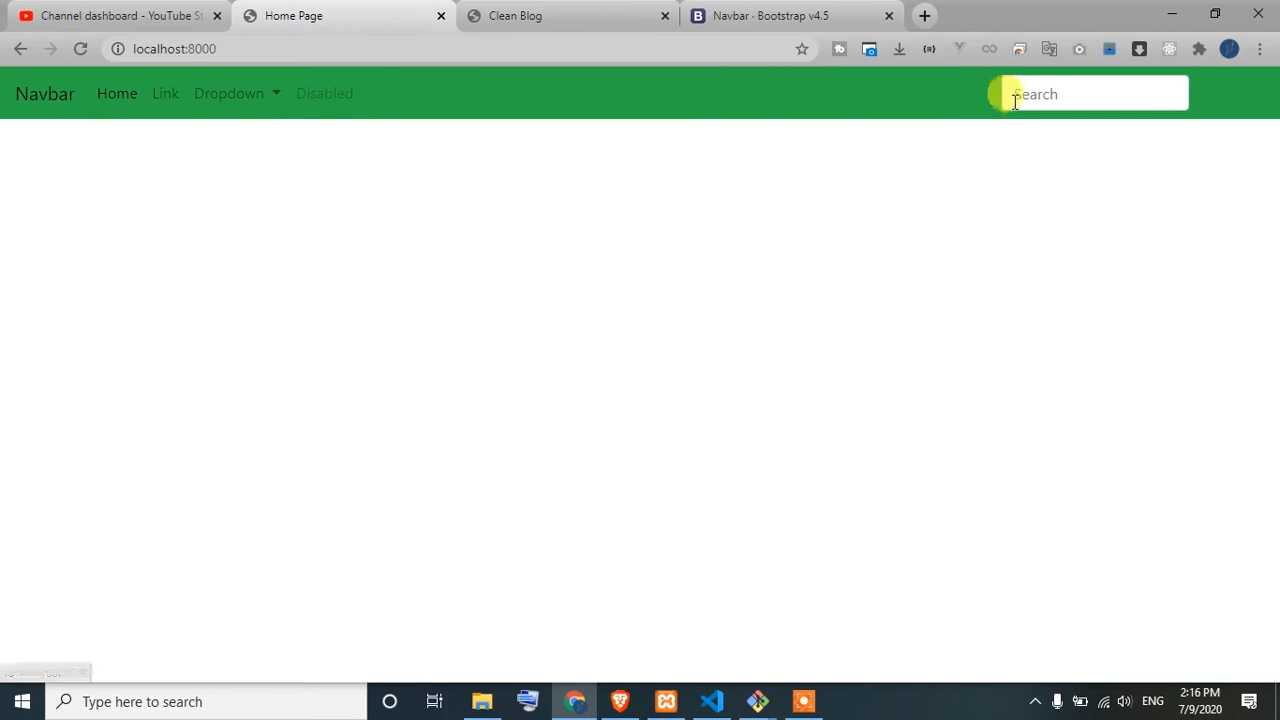 Channel dashboard - YouTube St
Home Page
Clean Blog
Navbar · Bootstrap v4.5
localhost:8000
Navbar
Home
Link
Dropdown
Disabled
Search
Type here to search
ENG
2:16 PM
7/9/2020